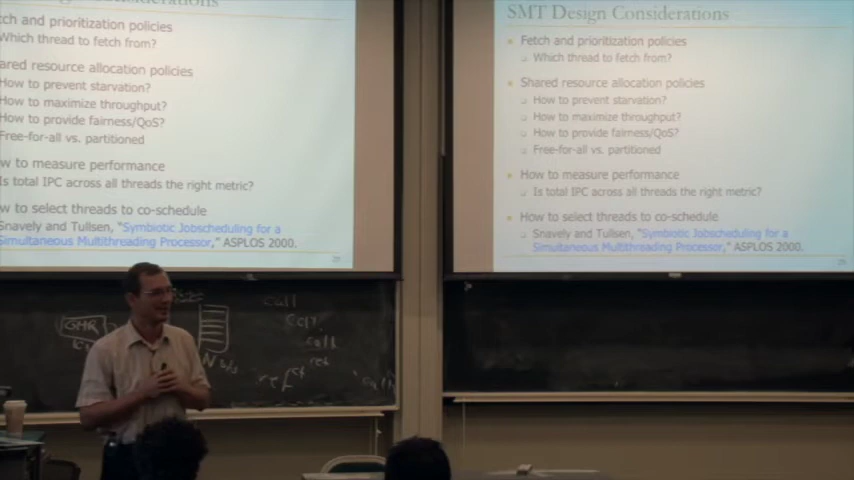 ch and prioritization policies
Which thread to fetch from?
ared resource allocation policies
How to prevent starvation?
How to maximize throughput?
How to provide fairness/QoS?
Free-for-all vs. partitioned
w to measure performance
Is total IPC across all threads the right metric?
w to select threads to co-schedule
Snavely and Tullsen, "Symbiotic Jobscheduling for a
Simultaneous Multithreading Processor," ASPLOS 2000.
SMT Design Considerations
Fetch and prioritization policies
Which thread to fetch from?
Shared resource allocation policies
How to prevent starvation?
How to maximize throughput?
How to provide fairness/QoS?
Free-for-all vs. partitioned
How to measure performance
Is total IPC across all threads the right metric?
How to select threads to co-schedule
Snavely and Tullsen, "Symbiotic Jobscheduling for a
Simultaneous Multithreading Processor," ASPLOS 2000.
GHR
call
call
call
ret